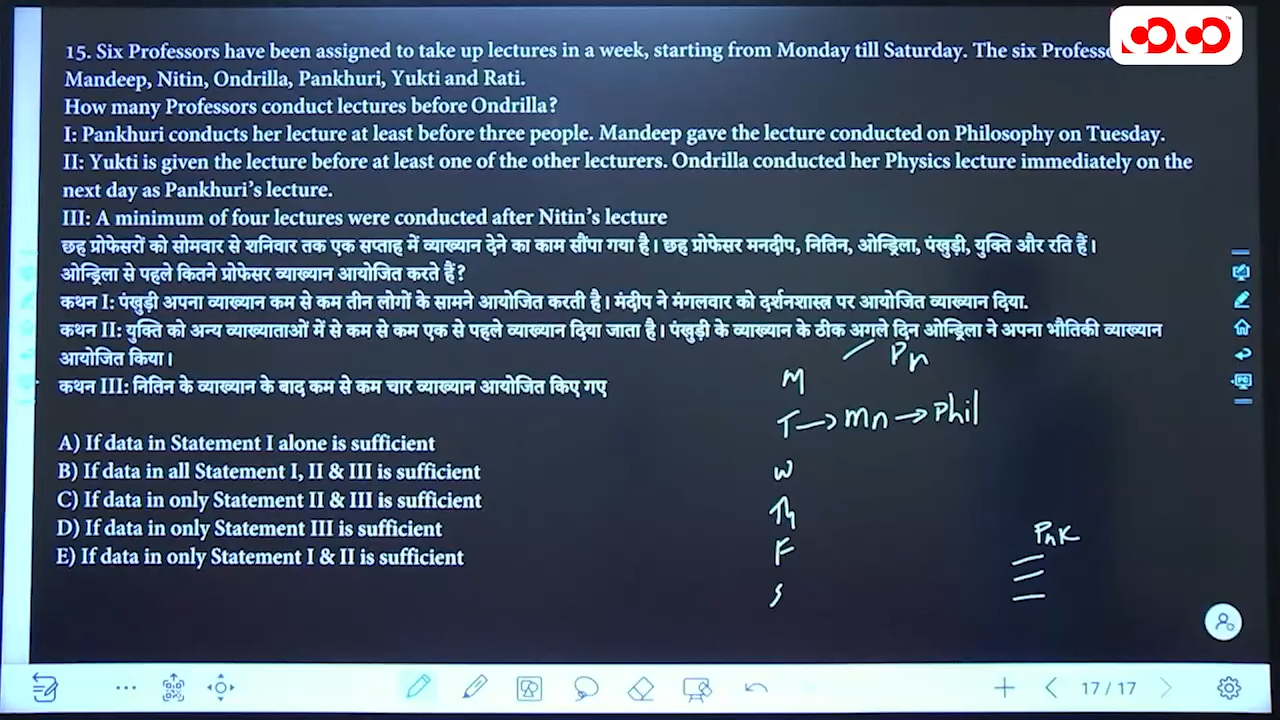 15. Six Professors have been assigned to take up lectures in a week, starting from Monday till Saturday. The six Profess
Mandeep, Nitin, Ondrilla, Pankhuri, Yukti and Rati.
How many Professors conduct lectures before Ondrilla?
I: Pankhuri conducts her lecture at least before three people. Mandeep gave the lecture conducted on Philosophy on Tuesday.
II: Yukti is given the lecture before at least one of the other lecturers. Ondrilla conducted her Physics lecture immediately on the
next day as Pankhuri's lecture.
III: A minimum of four lectures were conducted after Nitin's lecture
छह प्रोफेसरों को सोमवार से शनिवार तक एक सप्ताह में व्याख्यान देने का काम सौंपा गया है। छह प्रोफेसर मनदीप, नितिन, ओन्ड्रिला, पंखुड़ी, युक्ति और रति हैं।
ओन्ड्रिला से पहले कितने प्रोफेसर व्याख्यान आयोजित करते हैं?
कथन I: पंखुड़ी अपना व्याख्यान कम से कम तीन लोगों के सामने आयोजित करती है। मंदीप ने मंगलवार को दर्शनशास्त्र पर आयोजित व्याख्यान दिया.
कथन II: युक्ति को अन्य व्याख्याताओं में से कम से कम एक से पहले व्याख्यान दिया जाता है। पंखुड़ी के व्याख्यान के ठीक अगले दिन ओन्ड्रिला ने अपना भौतिकी व्याख्यान
आयोजित किया।
कथन III: नितिन के व्याख्यान के बाद कम से कम चार व्याख्यान आयोजित किए गए
Pn
M
T → Mn → Phil
A) If data in Statement I alone is sufficient
B) If data in all Statement I, II & III is sufficient
W
C) If data in only Statement II & III is sufficient
Th
D) If data in only Statement III is sufficient
PnK
E) If data in only Statement I & II is sufficient
F
S
17 / 17